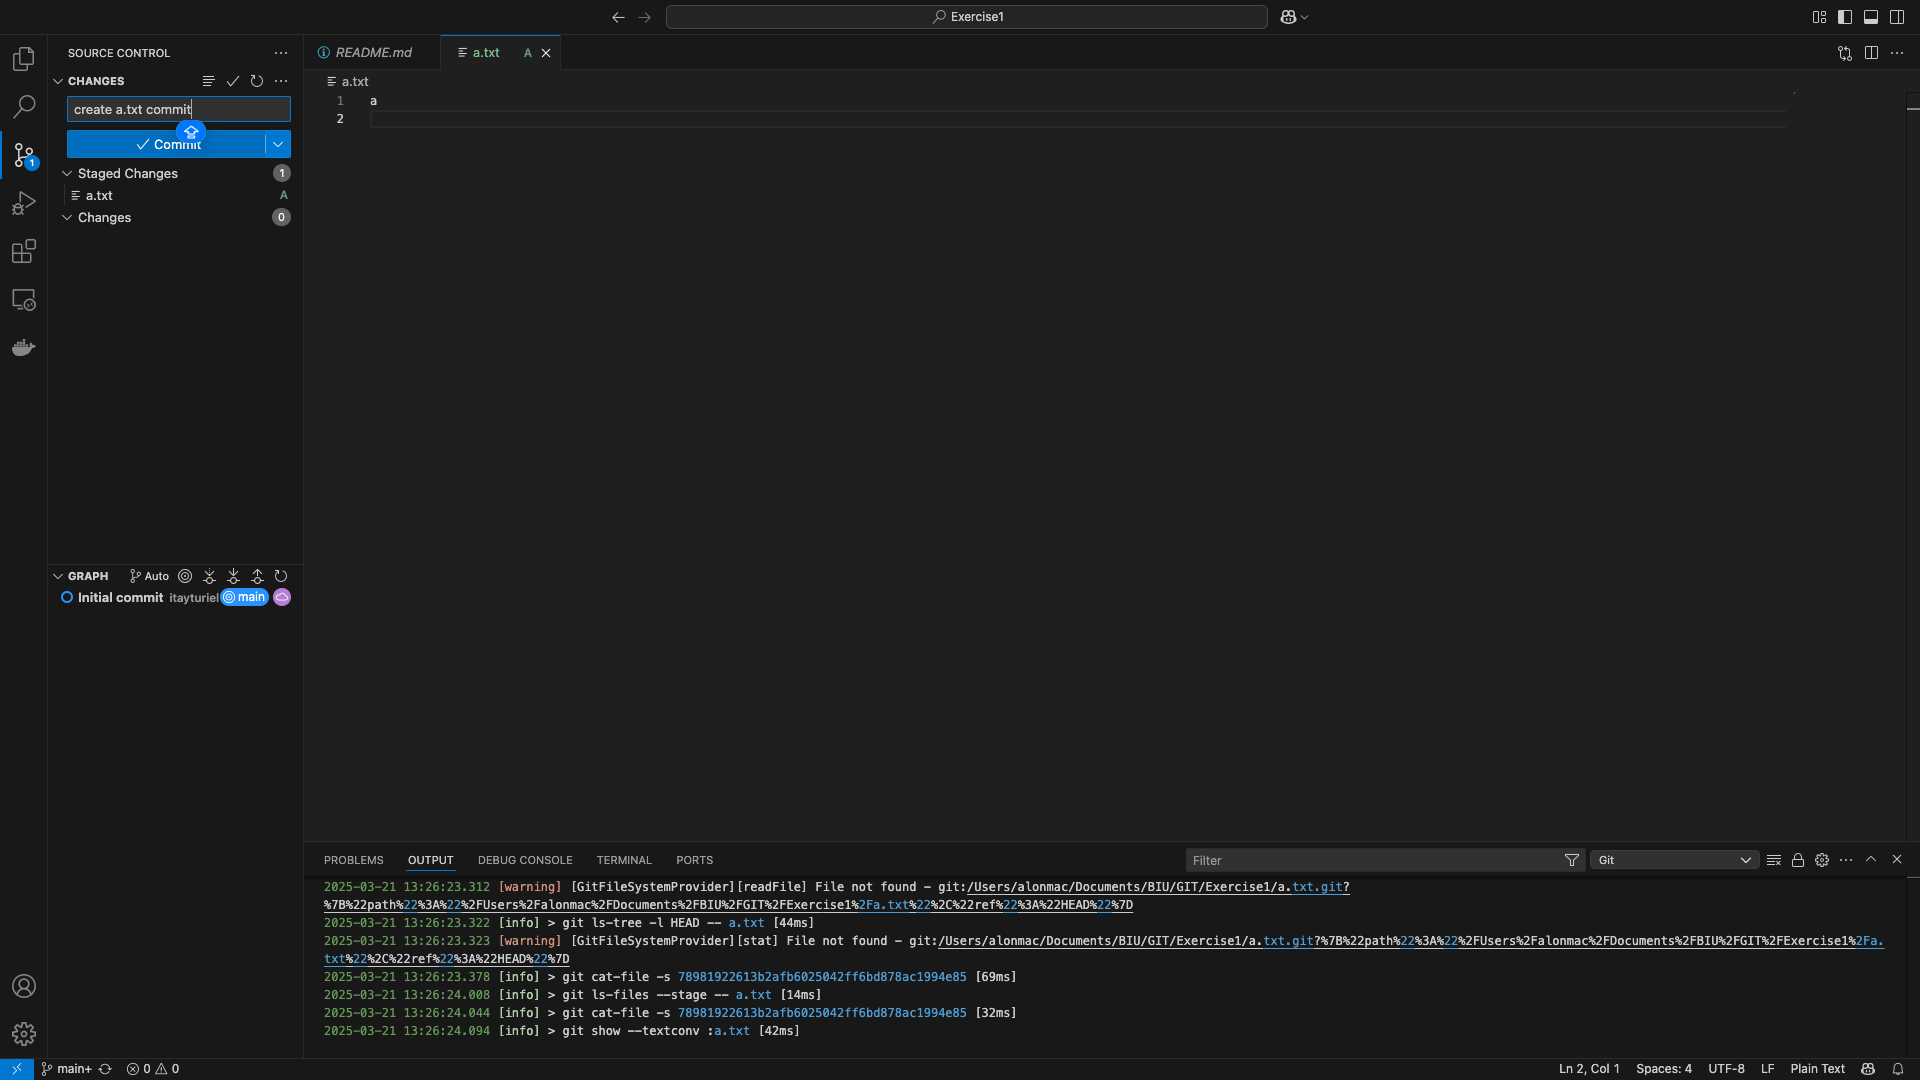 Exercise1
SOURCE CONTROL
CHANGES
create a.txt commit
Commit
Staged Changes 1
a.txt A
Changes 0
1
GRAPH Auto
Initial commit itayturiel main
README.md
a.txt A
a.txt
1 a
2
PROBLEMS OUTPUT DEBUG CONSOLE TERMINAL PORTS Filter Git
2025-03-21 13:26:23.312 [warning] [GitFileSystemProvider][readFile] File not found - git:/Users/alonmac/Documents/BIU/GIT/Exercise1/a.txt.git?
%7B%22path%22%3A%22%2FUsers%2Falonmac%2FDocuments%2FBIU%2FGIT%2FExercise1%2Fa.txt%22%2C%22ref%22%3A%22HEAD%22%7D
2025-03-21 13:26:23.322 [info] > git ls-tree -l HEAD -- a.txt [44ms]
2025-03-21 13:26:23.323 [warning] [GitFileSystemProvider][stat] File not found - git:/Users/alonmac/Documents/BIU/GIT/Exercise1/a.txt.git?%7B%22path%22%3A%22%2FUsers%2Falonmac%2FDocuments%2FBIU%2FGIT%2FExercise1%2Fa.
txt%22%2C%22ref%22%3A%22HEAD%22%7D
2025-03-21 13:26:23.378 [info] > git cat-file -s 78981922613b2afb6025042ff6bd878ac1994e85 [69ms]
2025-03-21 13:26:24.008 [info] > git ls-files --stage -- a.txt [14ms]
2025-03-21 13:26:24.044 [info] > git cat-file -s 78981922613b2afb6025042ff6bd878ac1994e85 [32ms]
2025-03-21 13:26:24.094 [info] > git show --textconv :a.txt [42ms]
main+ 0 0 Ln 2, Col 1 Spaces: 4 UTF-8 LF Plain Text